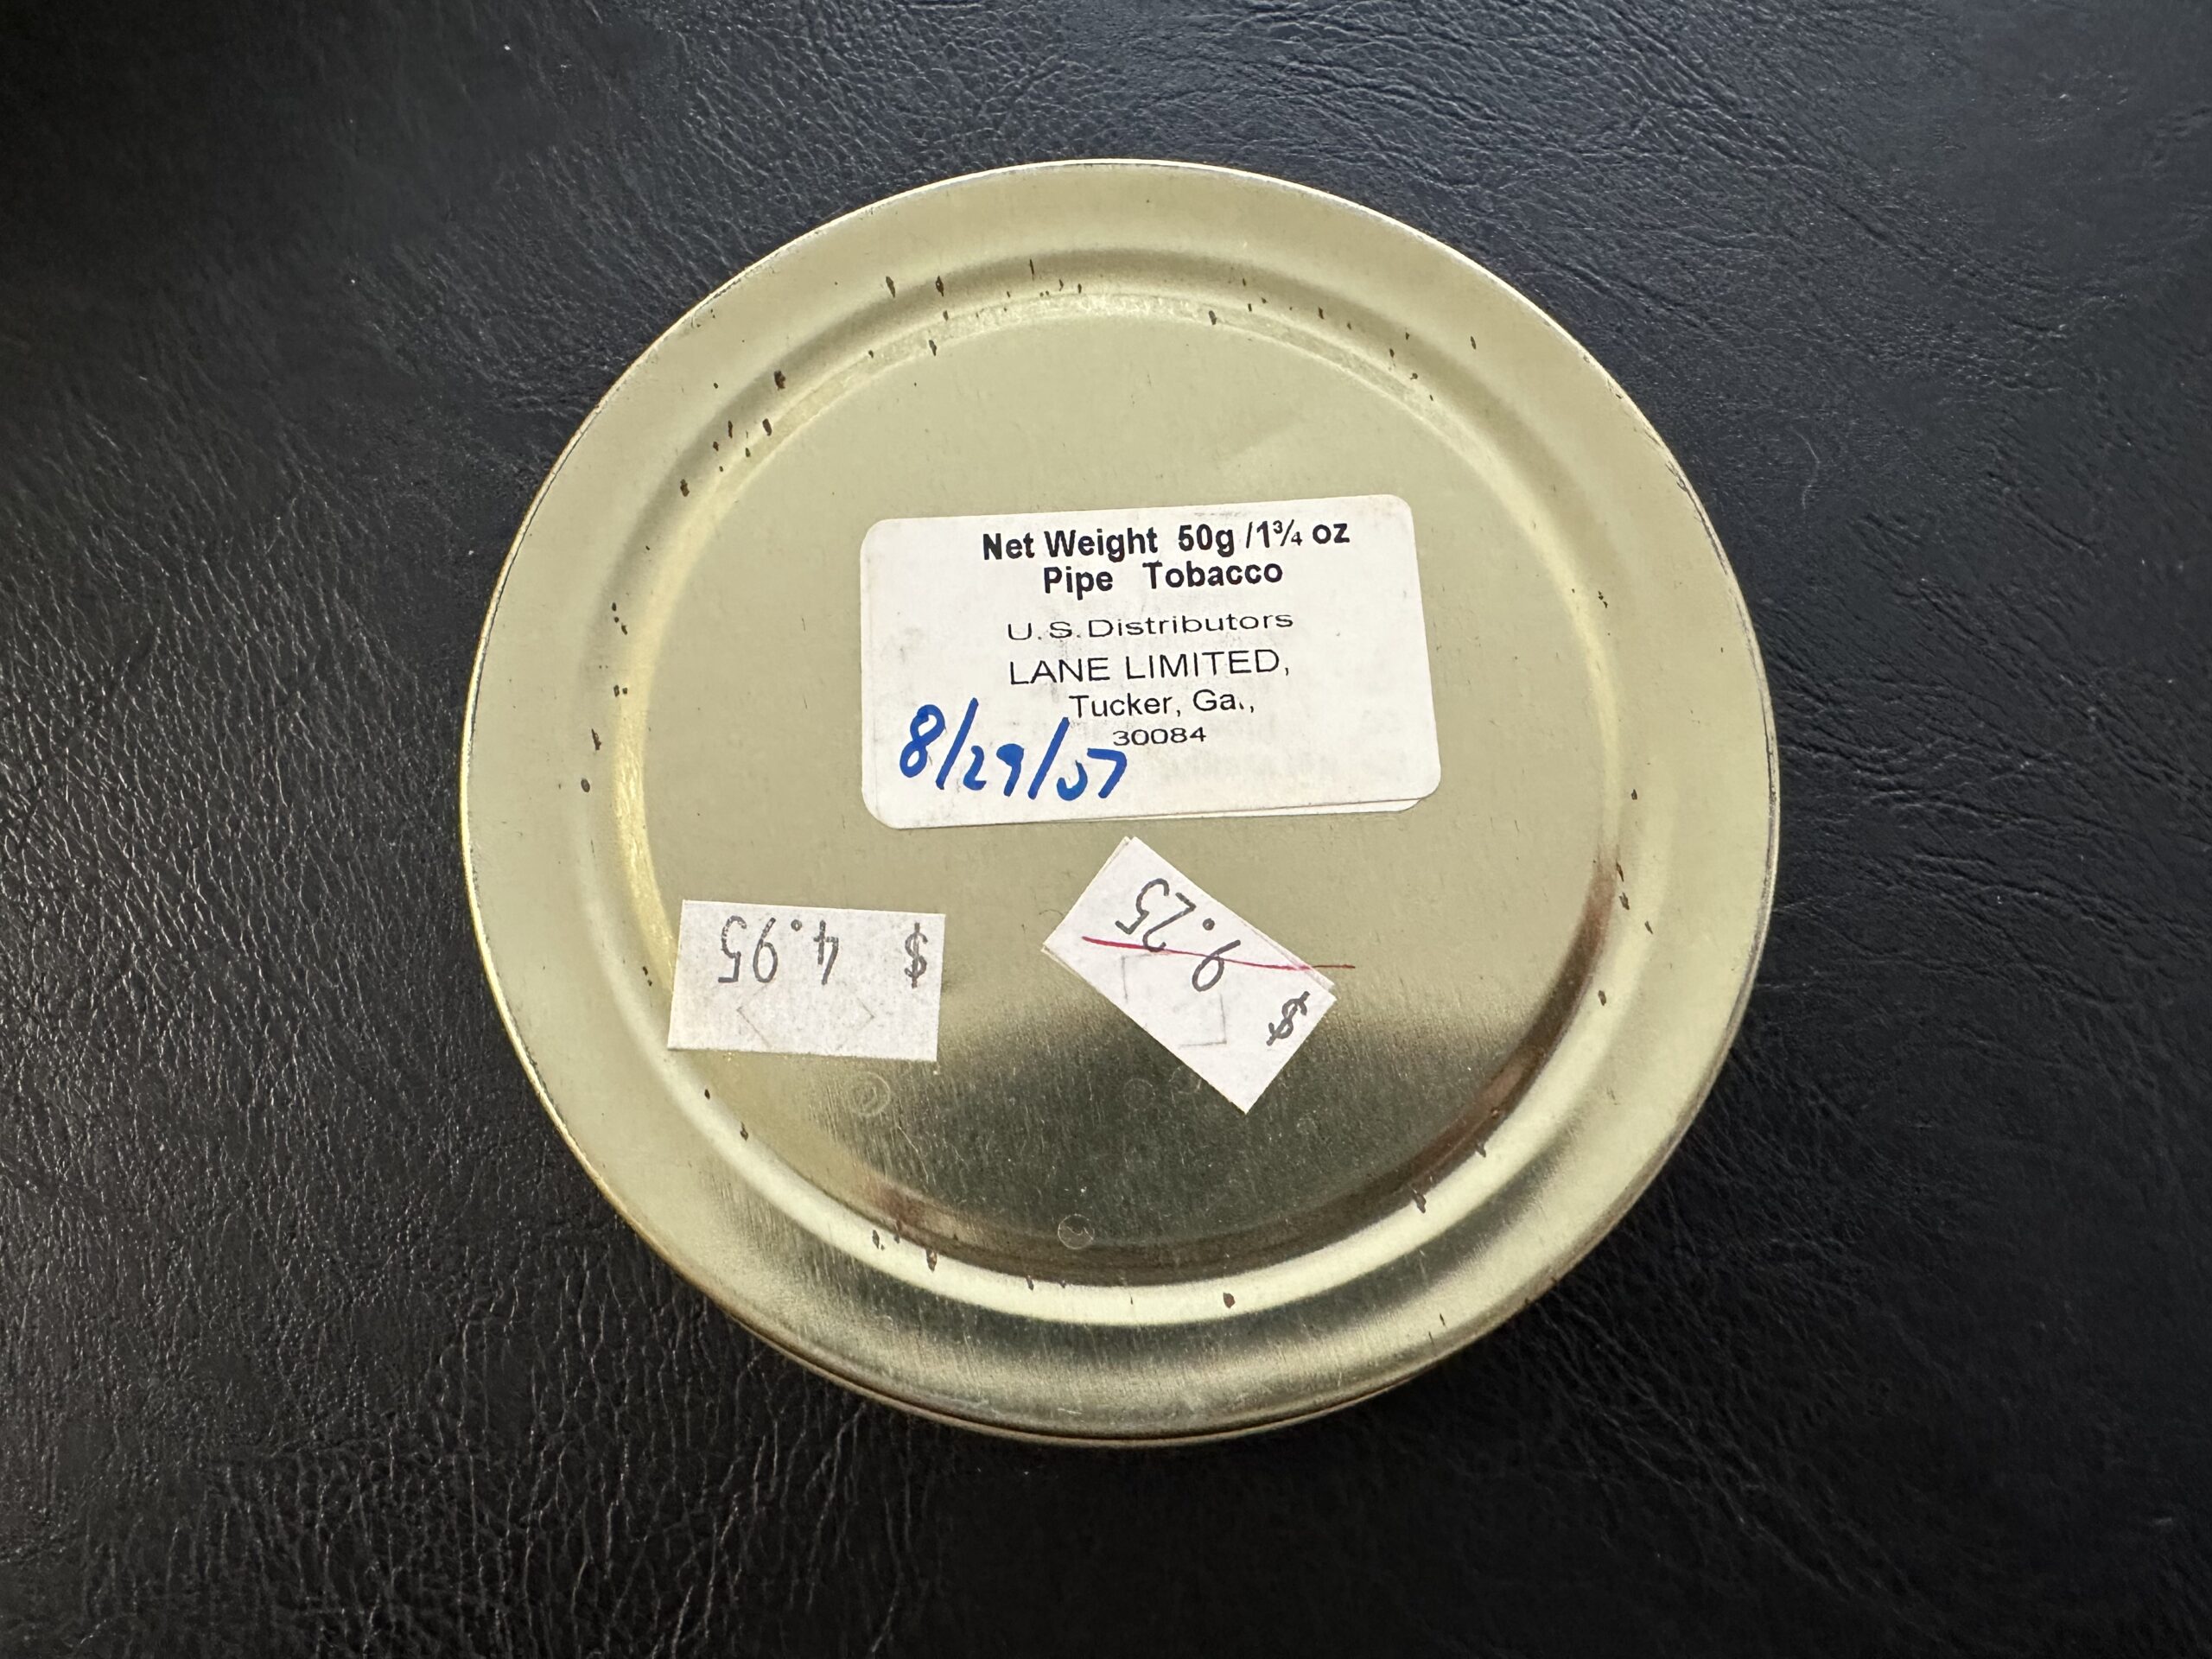 Net Weight 50g /1¾ oz
Pipe Tobacco
U.S. Distributors
LANE LIMITED,
Tucker, Ga.,
30084
8/29/07
$ 4.95
$ 9.25